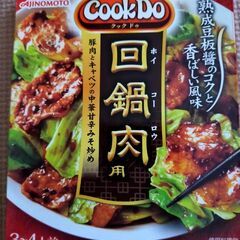 AJINOMOTO
CookDo
クック ドゥ
熟成豆板醤のコクと
香ばしい風味
豚肉とキャベツの中華甘辛みそ炒め
回鍋肉用
ホイ コー ロウ
3~4人前